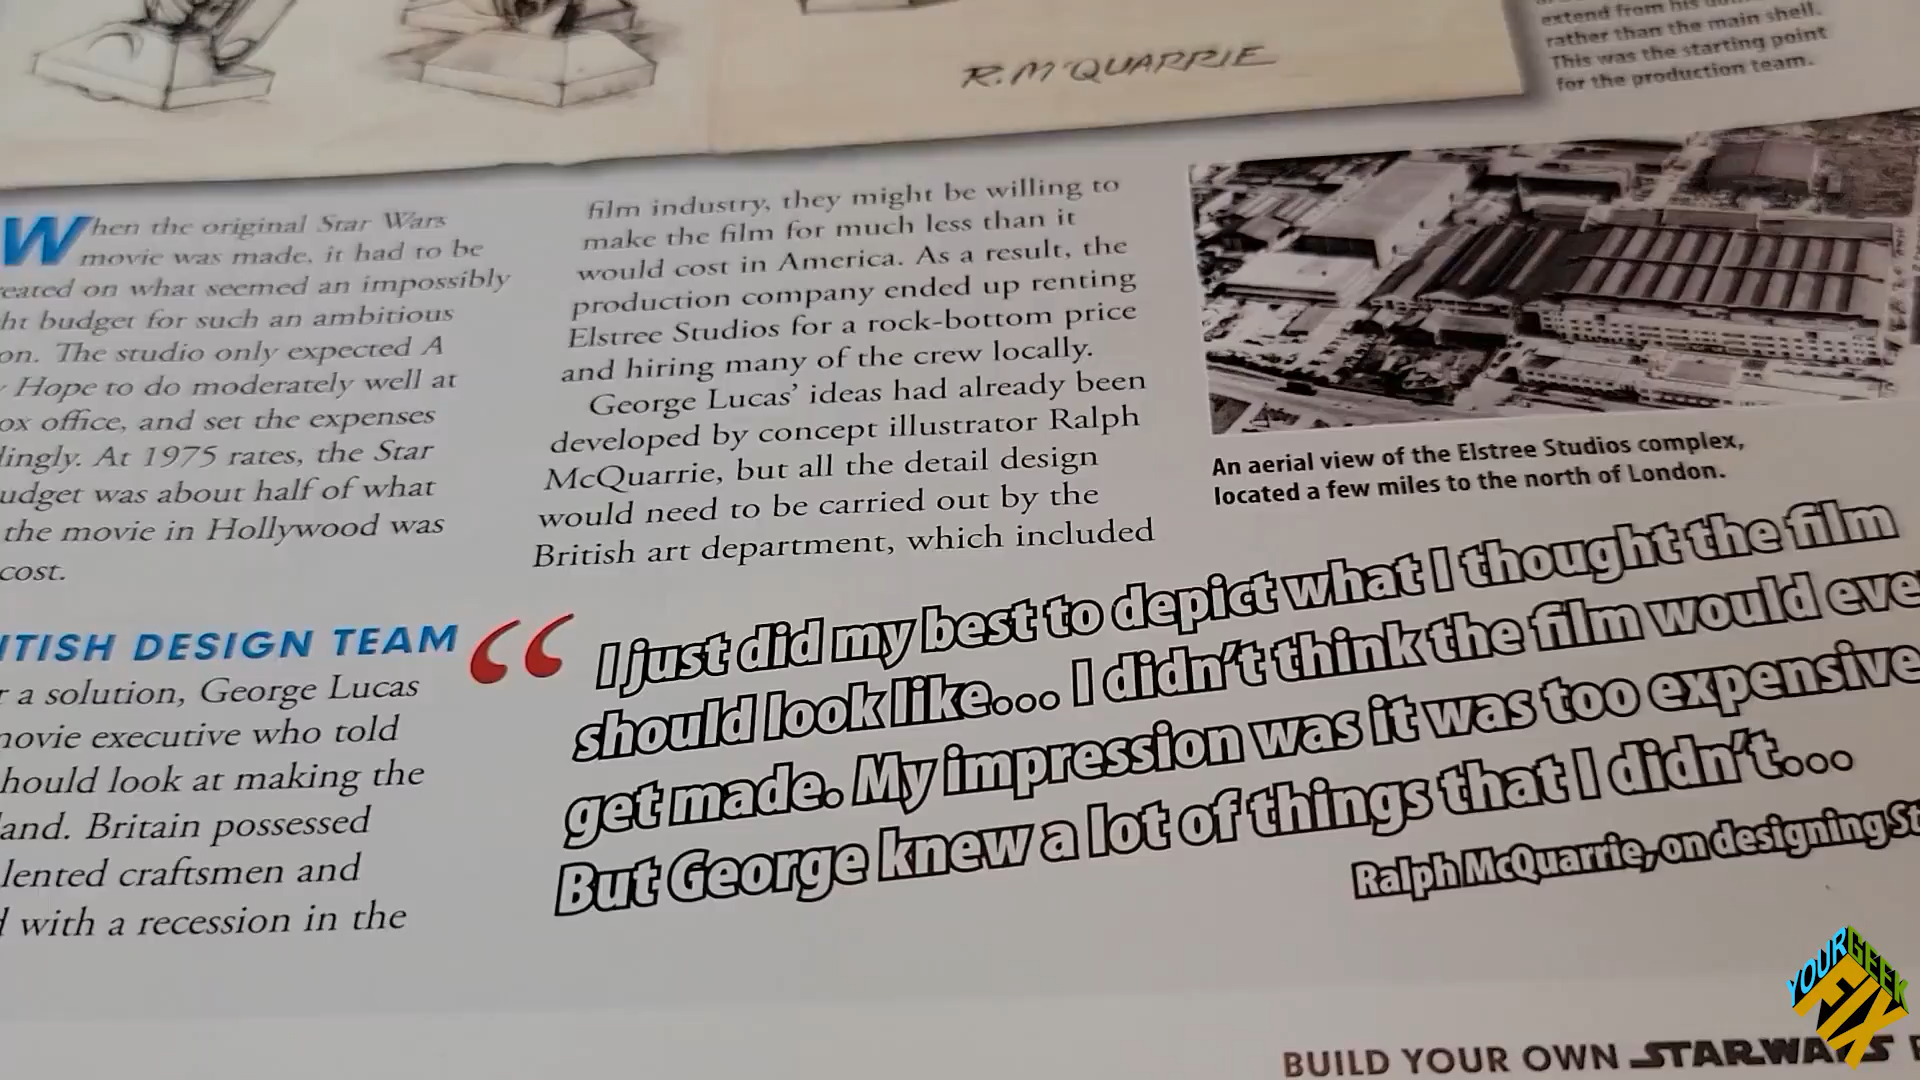 extend from his
rather than the main shell.
This was the starting point
for the production team.
R. McQUARRIE
When the original Star Wars
movie was made, it had to be
eated on what seemed an impossibly
ht budget for such an ambitious
on. The studio only expected A
Hope to do moderately well at
ox office, and set the expenses
lingly. At 1975 rates, the Star
udget was about half of what
the movie in Hollywood was
cost.
ITISH DESIGN TEAM
r a solution, George Lucas
movie executive who told
hould look at making the
land. Britain possessed
lented craftsmen and
d with a recession in the
film industry, they might be willing to
make the film for much less than it
would cost in America. As a result, the
production company ended up renting
Elstree Studios for a rock-bottom price
and hiring many of the crew locally.
George Lucas' ideas had already been
developed by concept illustrator Ralph
McQuarrie, but all the detail design
would need to be carried out by the
British art department, which included
An aerial view of the Elstree Studios complex,
located a few miles to the north of London.
“ I just did my best to depict what I thought the film
should look like... I didn't think the film would eve
get made. My impression was it was too expensive
But George knew a lot of things that I didn't...
Ralph McQuarrie, on designing St
YOUR GEEK
FIX
BUILD YOUR OWN STAR WARS